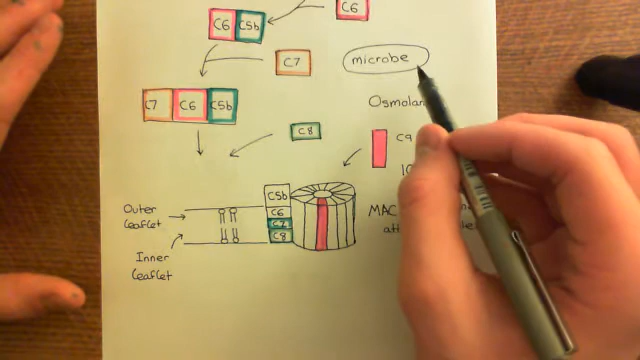 C6
C6 C5b
C7
microbe
C7 C6 C5b
Osmolar
C8
C9
C5b
C6
C7
C8
Outer
leaflet
MAC
Inner
leaflet